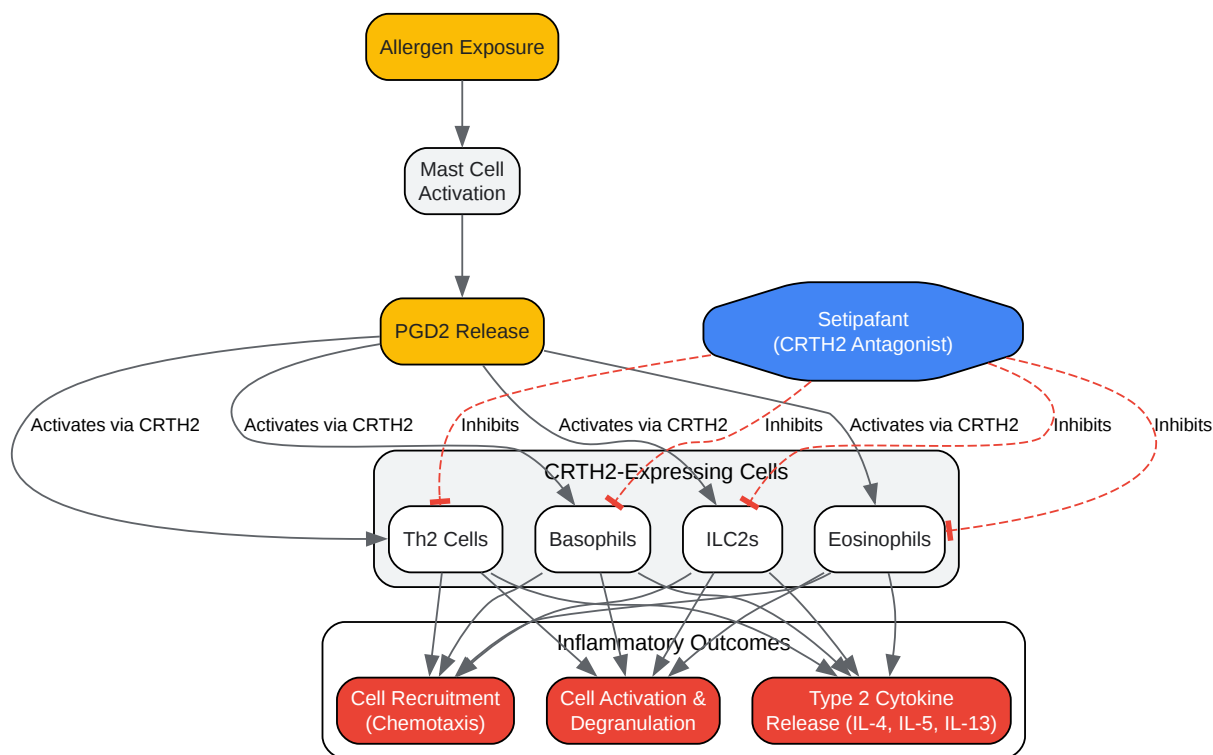 Allergen Exposure
Mast Cell
Activation
PGD2 Release
Setipafant
(CRTH2 Antagonist)
Activates via CRTH2
Activates via CRTH2
Inhibits
Activates via CRTH2
Inhibits
Activates via CRTH2
Inhibits
Inhibits
CRTH2-Expressing Cells
Th2 Cells
Basophils
ILC2s
Eosinophils
Inflammatory Outcomes
Cell Recruitment
(Chemotaxis)
Cell Activation &
Degranulation
Type 2 Cytokine
Release (IL-4, IL-5, IL-13)